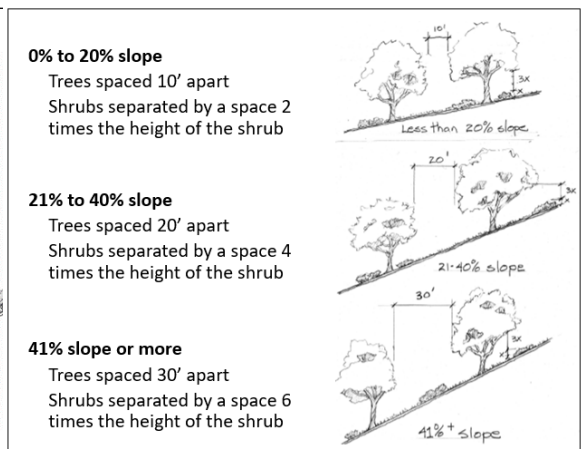 0% to 20% slope
Trees spaced 10’ apart
Shrubs separated by a space 2
times the height of the shrub
10'
3x
x
Less than 20% slope
21% to 40% slope
Trees spaced 20’ apart
Shrubs separated by a space 4
times the height of the shrub
20'
3x
x
21-40% slope
41% slope or more
Trees spaced 30’ apart
Shrubs separated by a space 6
times the height of the shrub
30'
3x
x
41%+ slope